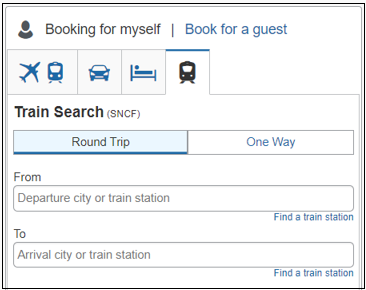 Booking for myself | Book for a guest
Train Search (SNCF)
Round Trip One Way
From
Departure city or train station
Find a train station
To
Arrival city or train station
Find a train station